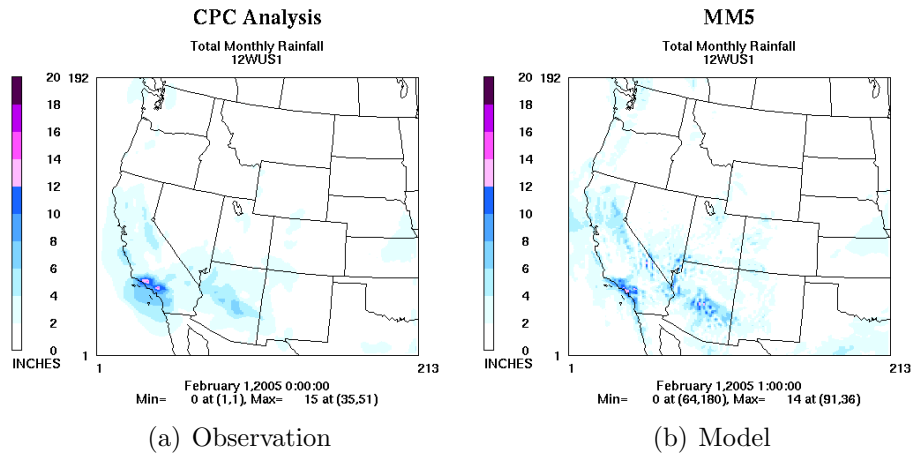 CPC Analysis
Total Monthly Rainfall
12WUS1
20
18
16
14
12
10
8
6
4
2
0
INCHES
192
1
1
213
February 1,2005 0:00:00
Min= 0 at (1,1), Max= 15 at (35,51)
(a) Observation
MM5
Total Monthly Rainfall
12WUS1
20
18
16
14
12
10
8
6
4
2
0
INCHES
192
1
1
213
February 1,2005 1:00:00
Min= 0 at (64,180), Max= 14 at (91,36)
(b) Model